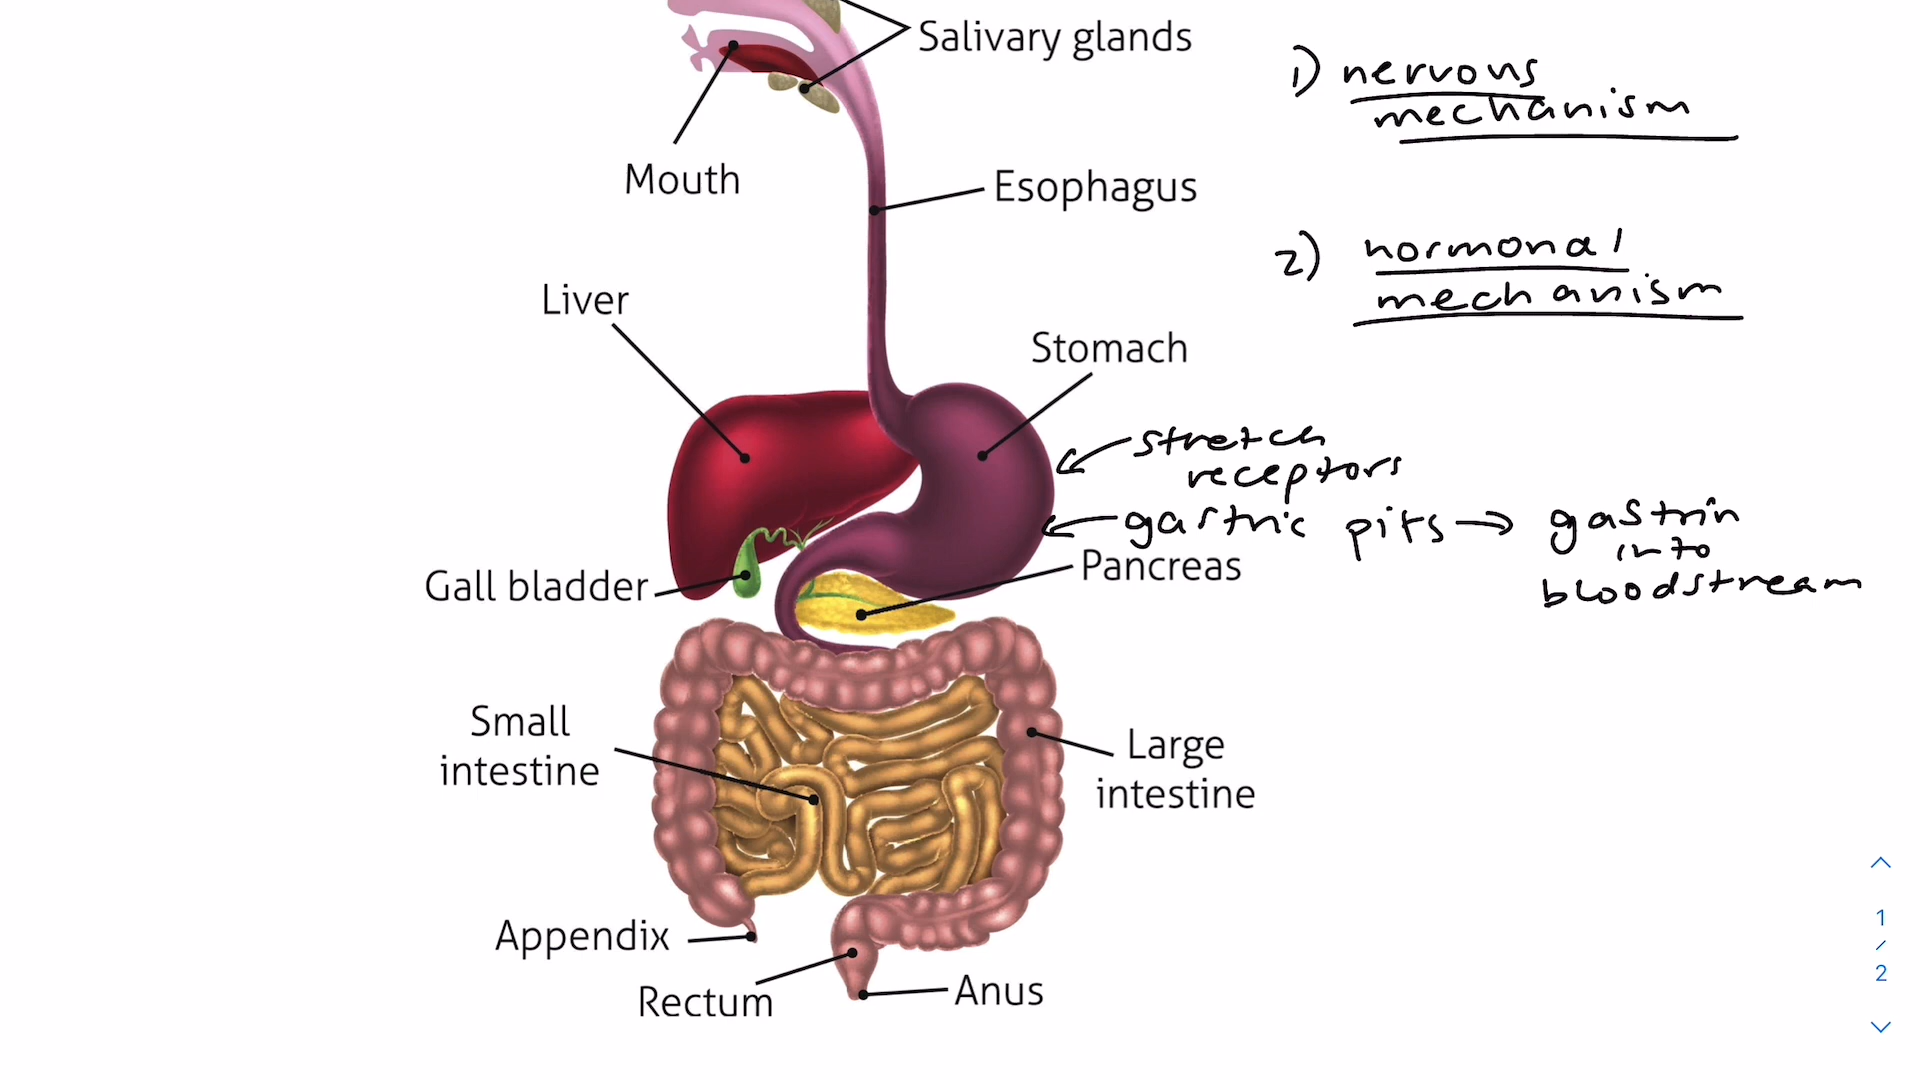 Salivary glands
1) nervous
mechanism
Mouth
Esophagus
2) hormonal
mechanism
Liver
Stomach
stretch
receptors
gastric pits → gastrin
into
bloodstream
Pancreas
Gall bladder
Small
intestine
Large
intestine
Appendix
Rectum
Anus
1
/
2